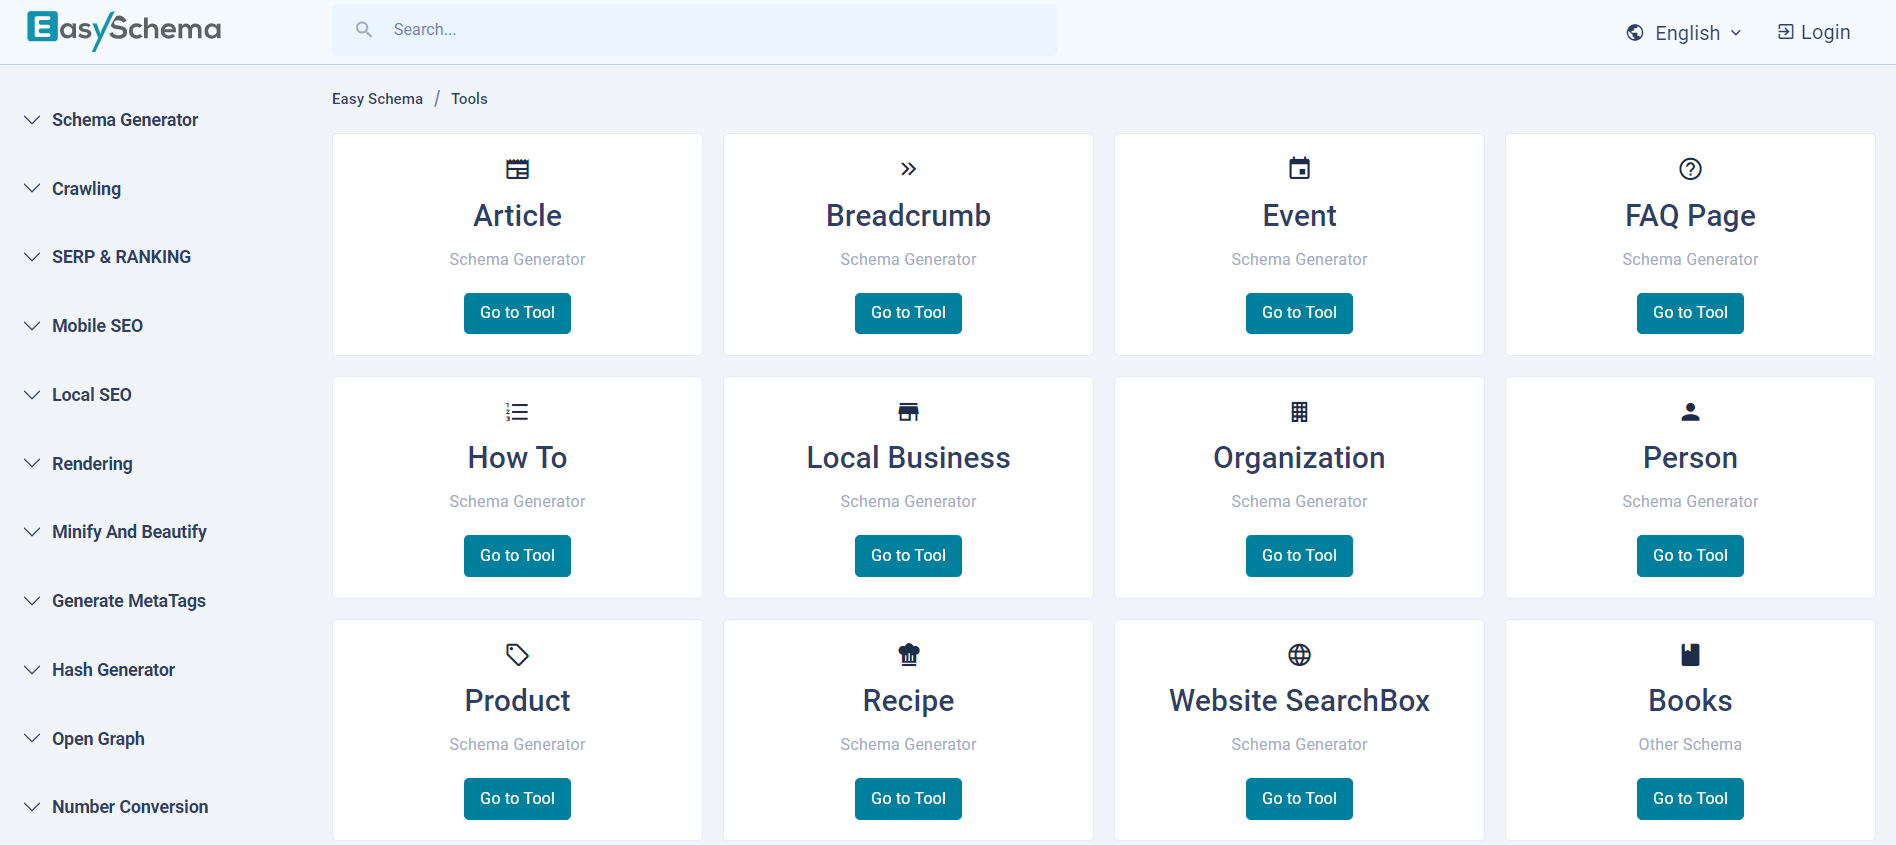 EasySchema
Search...
English
Login
Schema Generator
Crawling
SERP & RANKING
Mobile SEO
Local SEO
Rendering
Minify And Beautify
Generate MetaTags
Hash Generator
Open Graph
Number Conversion
Easy Schema / Tools
Article
Schema Generator
Go to Tool
Breadcrumb
Schema Generator
Go to Tool
Event
Schema Generator
Go to Tool
FAQ Page
Schema Generator
Go to Tool
How To
Schema Generator
Go to Tool
Local Business
Schema Generator
Go to Tool
Organization
Schema Generator
Go to Tool
Person
Schema Generator
Go to Tool
Product
Schema Generator
Go to Tool
Recipe
Schema Generator
Go to Tool
Website SearchBox
Schema Generator
Go to Tool
Books
Other Schema
Go to Tool